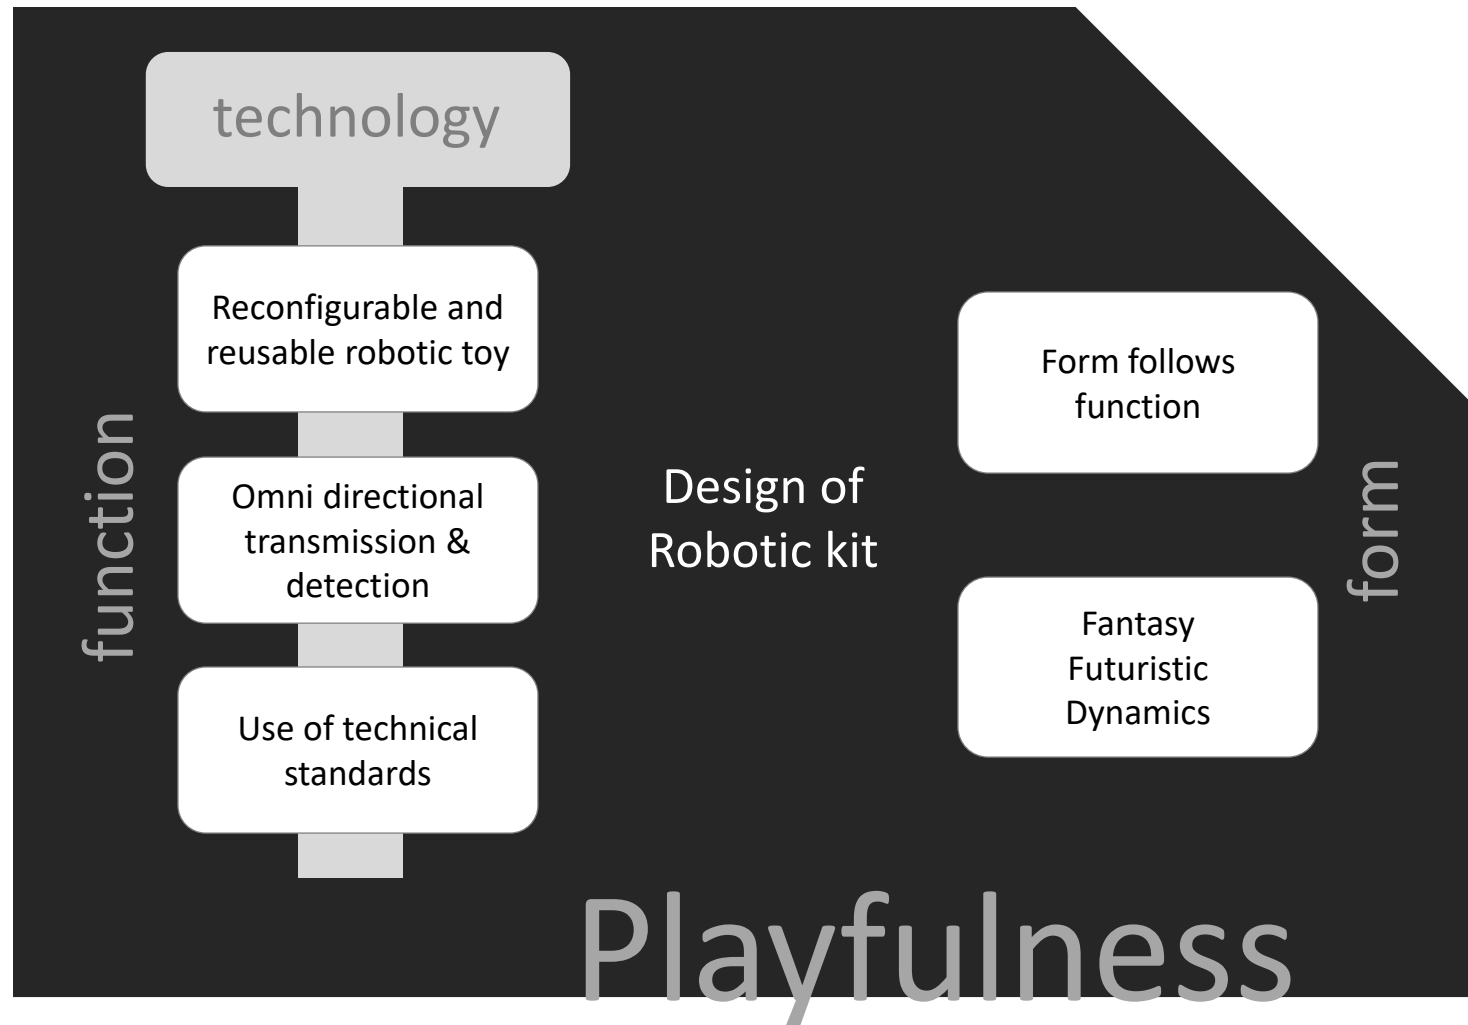 technology
Reconfigurable and
reusable robotic toy
function
Omni directional
transmission &
detection
Use of technical
standards
Design of
Robotic kit
Form follows
function
form
Fantasy
Futuristic
Dynamics
Playfulness